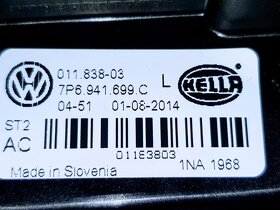 011.838-03
7P6.941.699.C L HELLA
04-51 01-08-2014
ST2
AC
01183803
Made in Slovenia 1NA 1968